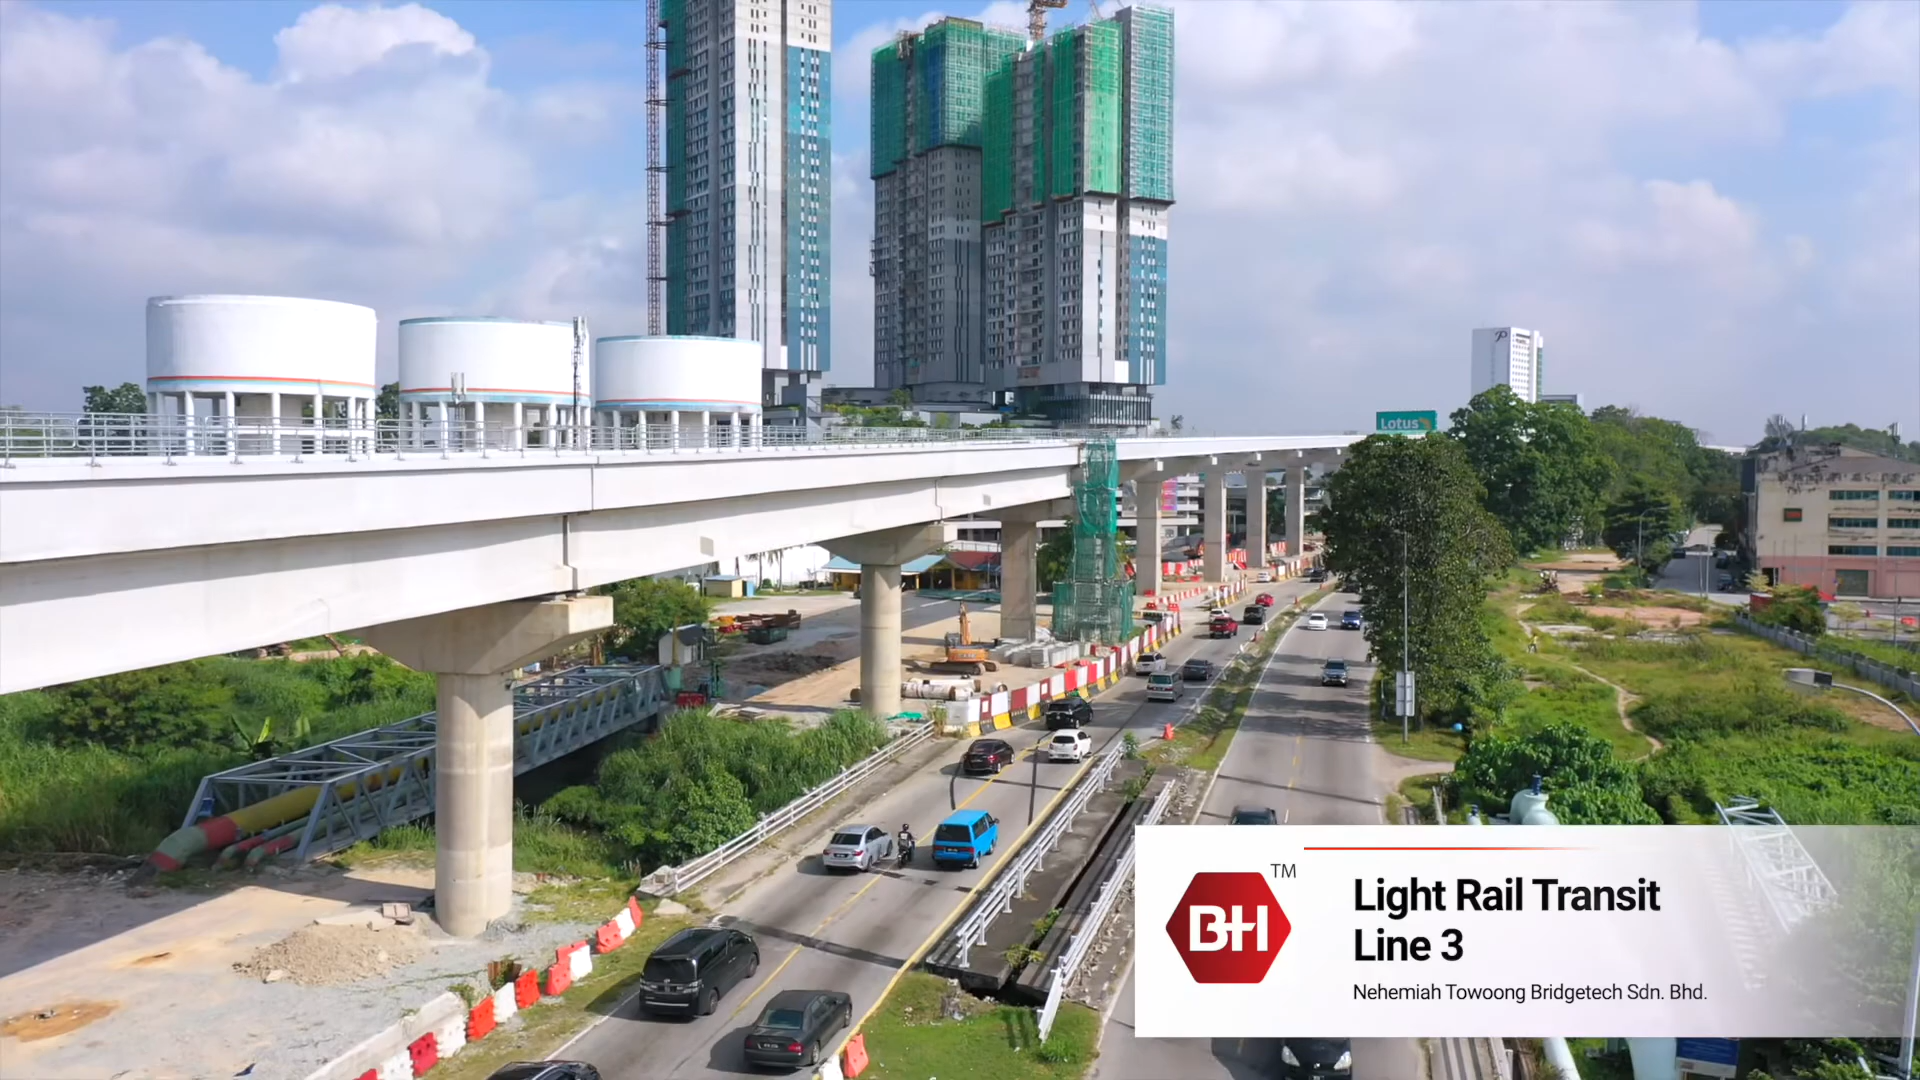 Lotus's
TM
BH
Light Rail Transit
Line 3
Nehemiah Towoong Bridgetech Sdn. Bhd.